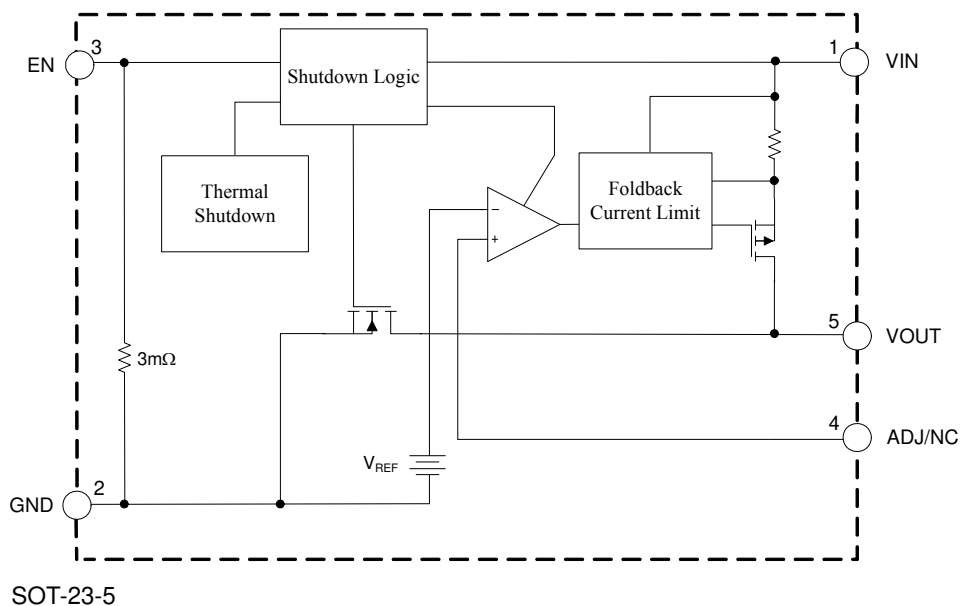 3
EN
Shutdown Logic
1
VIN
Thermal
Shutdown
Foldback
Current Limit
−
+
5
VOUT
3mΩ
4
ADJ/NC
VREF
2
GND
SOT-23-5